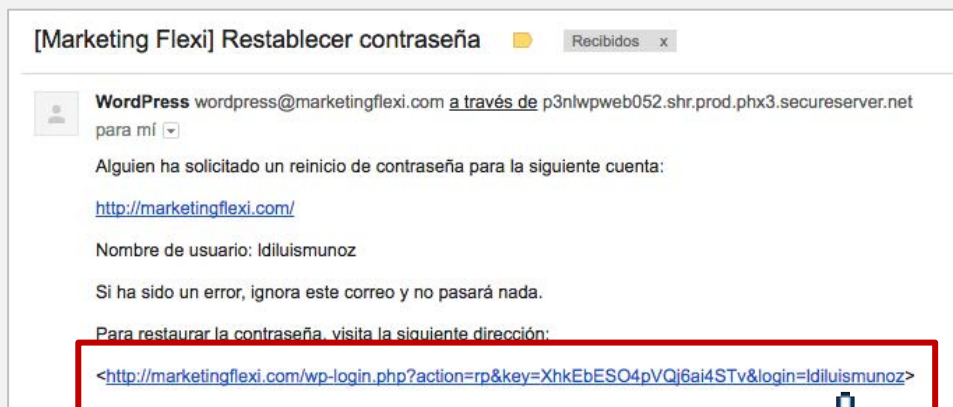 [Marketing Flexi] Restablecer contraseña Recibidos x
WordPress wordpress@marketingflexi.com a través de p3nlwpweb052.shr.prod.phx3.secureserver.net
para mí
Alguien ha solicitado un reinicio de contraseña para la siguiente cuenta:
http://marketingflexi.com/
Nombre de usuario: ldiluismunoz
Si ha sido un error, ignora este correo y no pasará nada.
Para restaurar la contraseña, visita la siguiente dirección:
<http://marketingflexi.com/wp-login.php?action=rp&key=XhkEbESO4pVQj6ai4STv&login=ldiluismunoz>